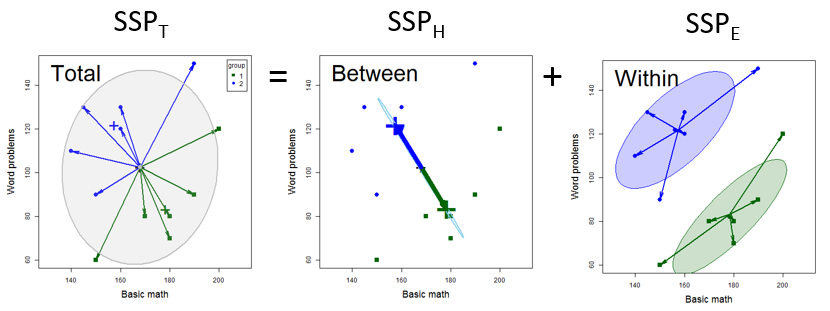 SSPT
SSPH
SSPE
Total
=
Between
+
Within
group
1
2
Word problems
60 80 100 120 140
140 160 180 200
Basic math
Word problems
60 80 100 120 140
140 160 180 200
Basic math
Word problems
60 80 100 120 140
140 160 180 200
Basic math